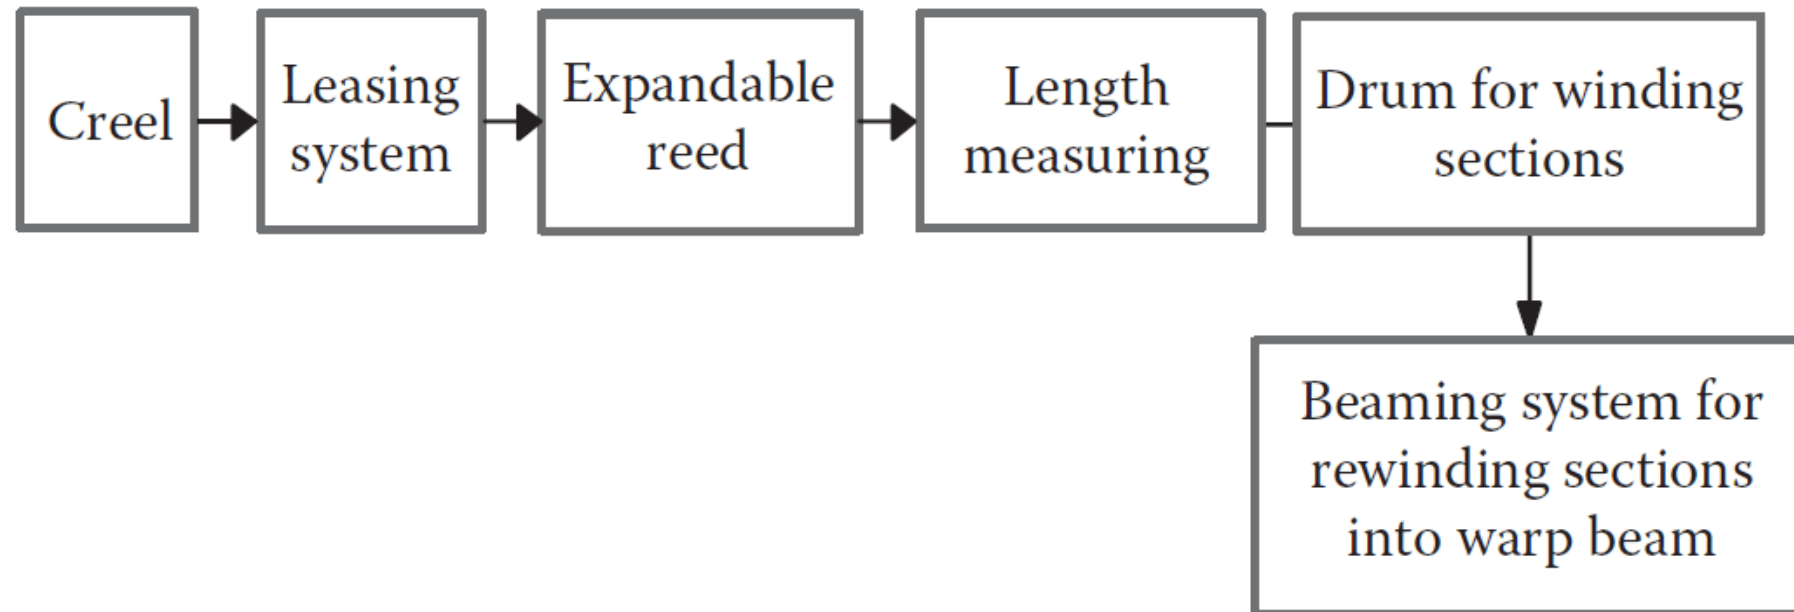 Creel
Leasing
system
Expandable
reed
Length
measuring
Drum for winding
sections
Beaming system for
rewinding sections
into warp beam